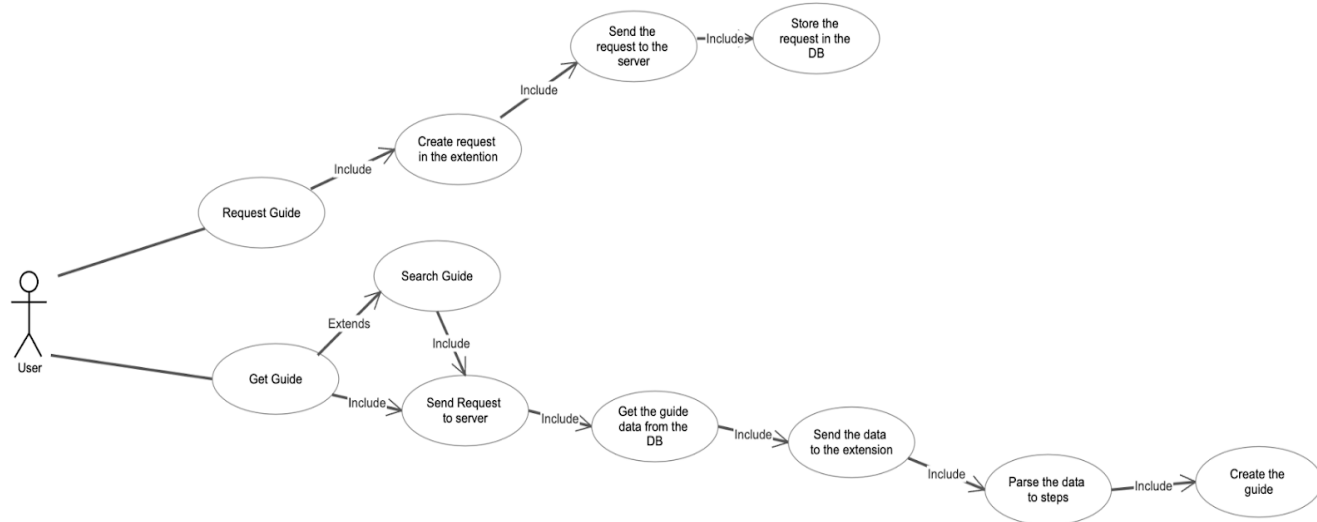 Send the
request to the
server
Include
Store the
request in the
DB
Include
Create request
in the extention
Include
Request Guide
Search Guide
Extends
Include
User
Get Guide
Include
Send Request
to server
Include
Get the guide
data from the
DB
Include
Send the data
to the extension
Include
Parse the data
to steps
Include
Create the
guide